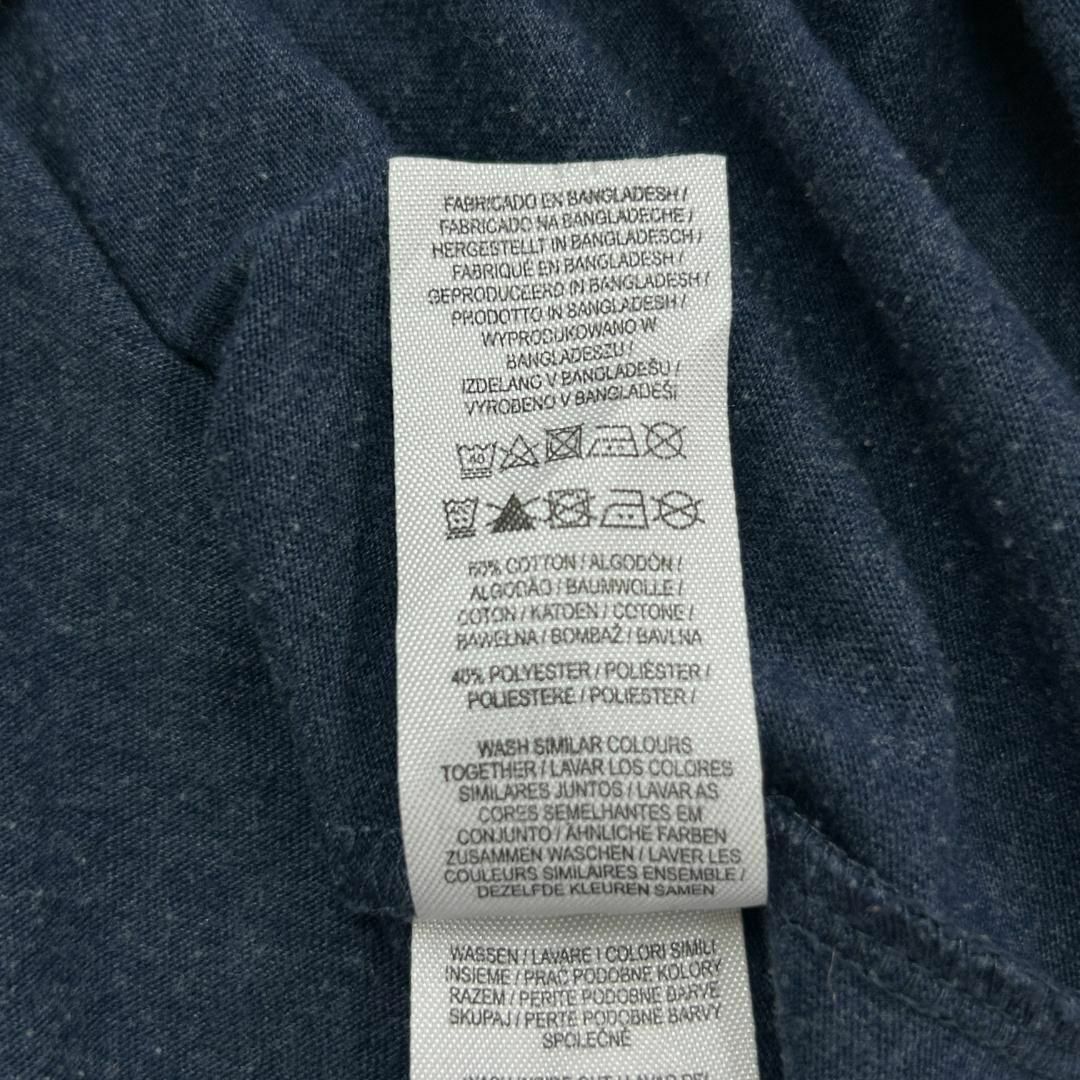 FABRICADO EN BANGLADESH /
FABRICADO NA BANGLADECHE /
HERGESTELLT IN BANGLADESCH /
FABRIQUÉ EN BANGLADESH /
GEPRODUCEERD IN BANGLADESH /
PRODOTTO IN BANGLADESH /
WYPRODUKOWANO W
BANGLADESZU /
IZDELANO V BANGLADEŠU /
VYROBENO V BANGLADÉŠI
40
60% COTTON / ALGODÓN /
ALGODÃO / BAUMWOLLE /
COTON / KATOEN / COTONE /
BAWEŁNA / BOMBAŽ / BAVLNA
40% POLYESTER / POLIÉSTER /
POLIESTERE / POLIESTER /
WASH SIMILAR COLOURS
TOGETHER / LAVAR LOS COLORES
SIMILARES JUNTOS / LAVAR AS
CORES SEMELHANTES EM
CONJUNTO / ÄHNLICHE FARBEN
ZUSAMMEN WASCHEN / LAVER LES
COULEURS SIMILAIRES ENSEMBLE /
DEZELFDE KLEUREN SAMEN
WASSEN / LAVARE I COLORI SIMILI
INSIEME / PRAC PODOBNE KOLORY
RAZEM / PERITE PODOBNE BARVE
SKUPAJ / PERTE PODOBNÉ BARVY
SPOLEČNĚ